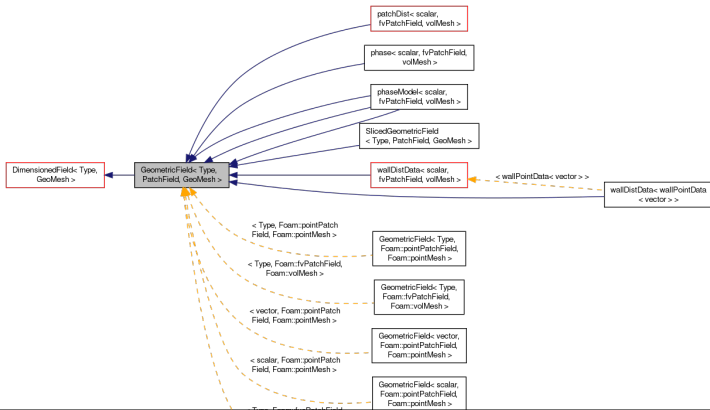 patchDist< scalar,
fvPatchField, volMesh >
phase< scalar, fvPatchField,
volMesh >
phaseModel< scalar,
fvPatchField, volMesh >
SlicedGeometricField
< Type, PatchField, GeoMesh >
DimensionedField< Type,
GeoMesh >
GeometricField< Type,
PatchField, GeoMesh >
wallDistData< scalar,
fvPatchField, volMesh >
< wallPointData< vector > >
wallDistData< wallPointData
< vector > >
< Type, Foam::pointPatch
Field, Foam::pointMesh >
GeometricField< Type,
Foam::pointPatchField,
Foam::pointMesh >
< Type, Foam::fvPatchField,
Foam::volMesh >
GeometricField< Type,
Foam::fvPatchField,
Foam::volMesh >
< vector, Foam::pointPatch
Field, Foam::pointMesh >
GeometricField< vector,
Foam::pointPatchField,
Foam::pointMesh >
< scalar, Foam::pointPatch
Field, Foam::pointMesh >
GeometricField< scalar,
Foam::pointPatchField,
Foam::pointMesh >